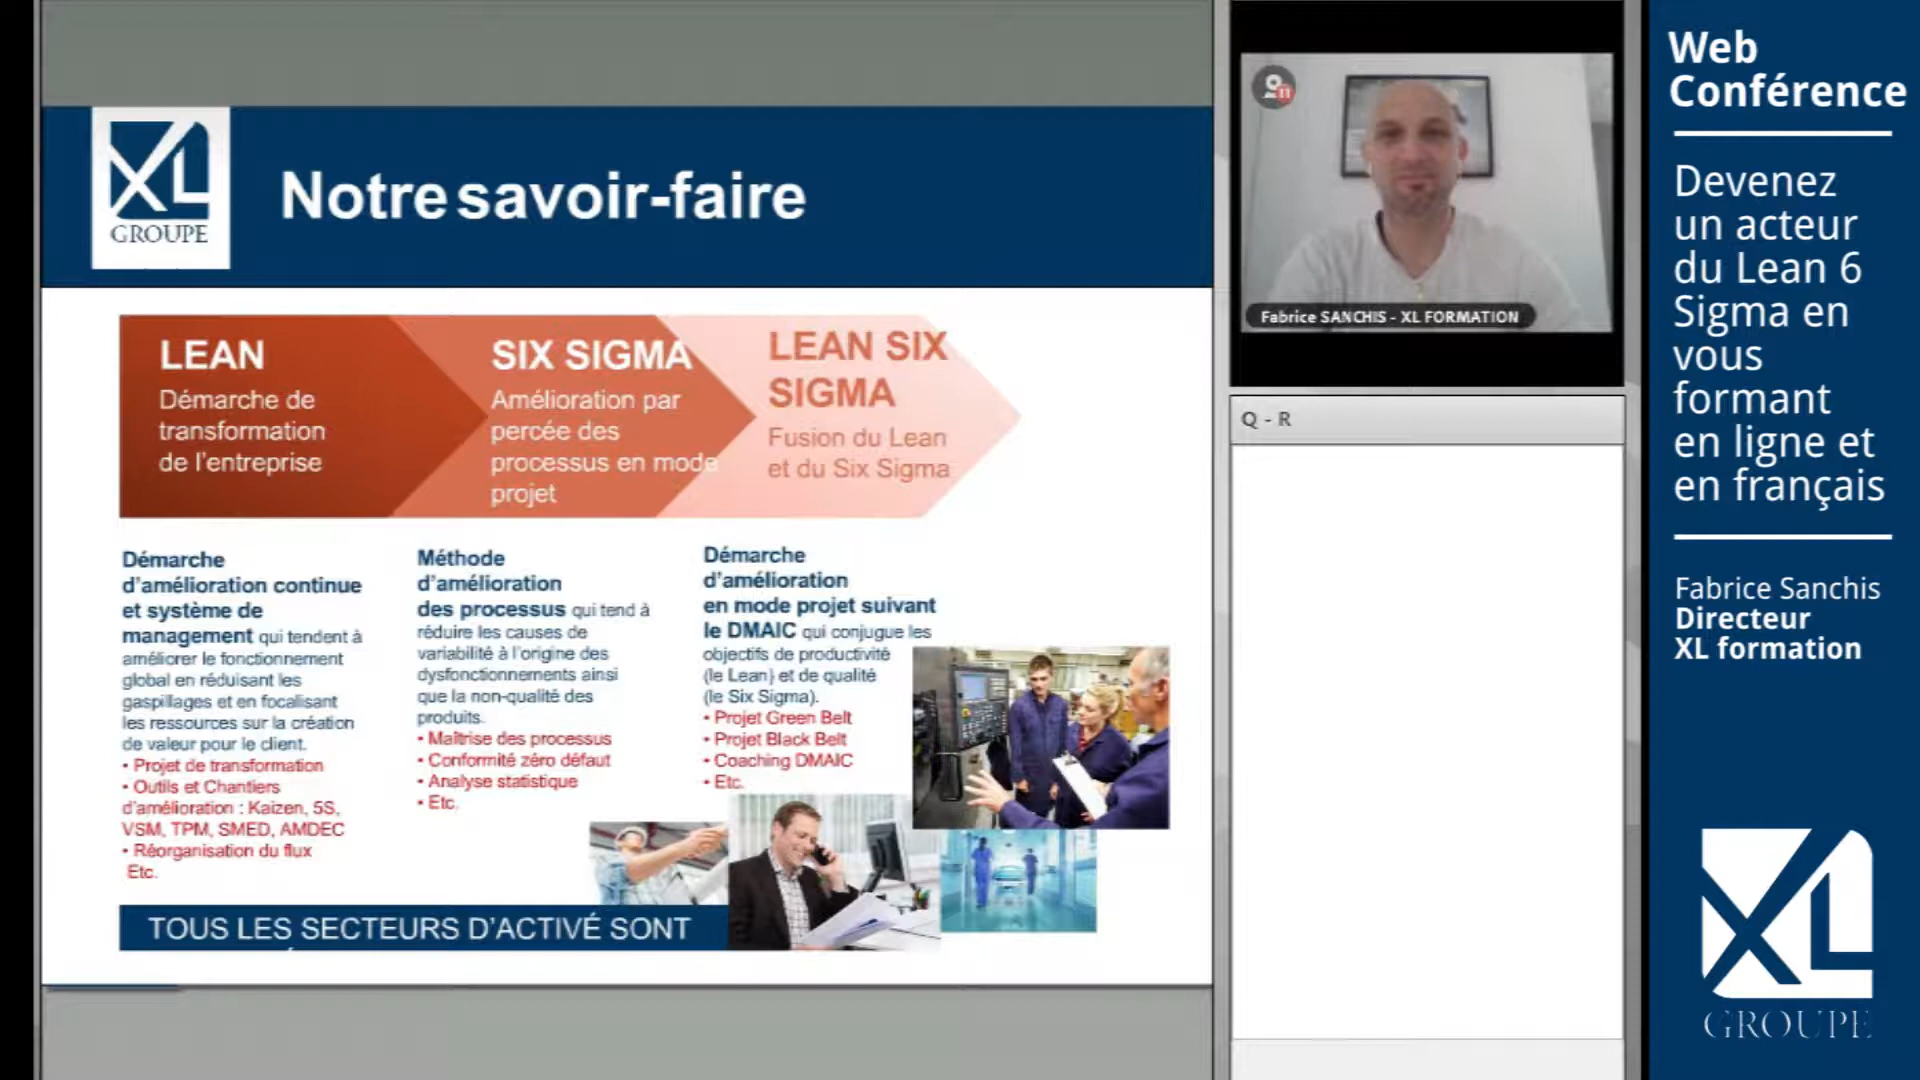 XL
GROUPE
Notre savoir-faire
LEAN
Démarche de
transformation
de l'entreprise
SIX SIGMA
Amélioration par
percée des
processus en mode
projet
LEAN SIX
SIGMA
Fusion du Lean
et du Six Sigma
Démarche
d'amélioration continue
et système de
management qui tendent à
améliorer le fonctionnement
global en réduisant les
gaspillages et en focalisant
les ressources sur la création
de valeur pour le client.
• Projet de transformation
• Outils et Chantiers
d'amélioration : Kaizen, 5S,
VSM, TPM, SMED, AMDEC
• Réorganisation du flux
Etc.
Méthode
d'amélioration
des processus qui tend à
réduire les causes de
variabilité à l'origine des
dysfonctionnements ainsi
que la non-qualité des
produits.
• Maîtrise des processus
• Conformité zéro défaut
• Analyse statistique
• Etc.
Démarche
d'amélioration
en mode projet suivant
le DMAIC qui conjugue les
objectifs de productivité
(le Lean) et de qualité
(le Six Sigma).
• Projet Green Belt
• Projet Black Belt
• Coaching DMAIC
• Etc.
TOUS LES SECTEURS D'ACTIVÉ SONT
11
Fabrice SANCHIS - XL FORMATION
Q - R
Web
Conférence
Devenez
un acteur
du Lean 6
Sigma en
vous
formant
en ligne et
en français
Fabrice Sanchis
Directeur
XL formation
XL
GROUPE